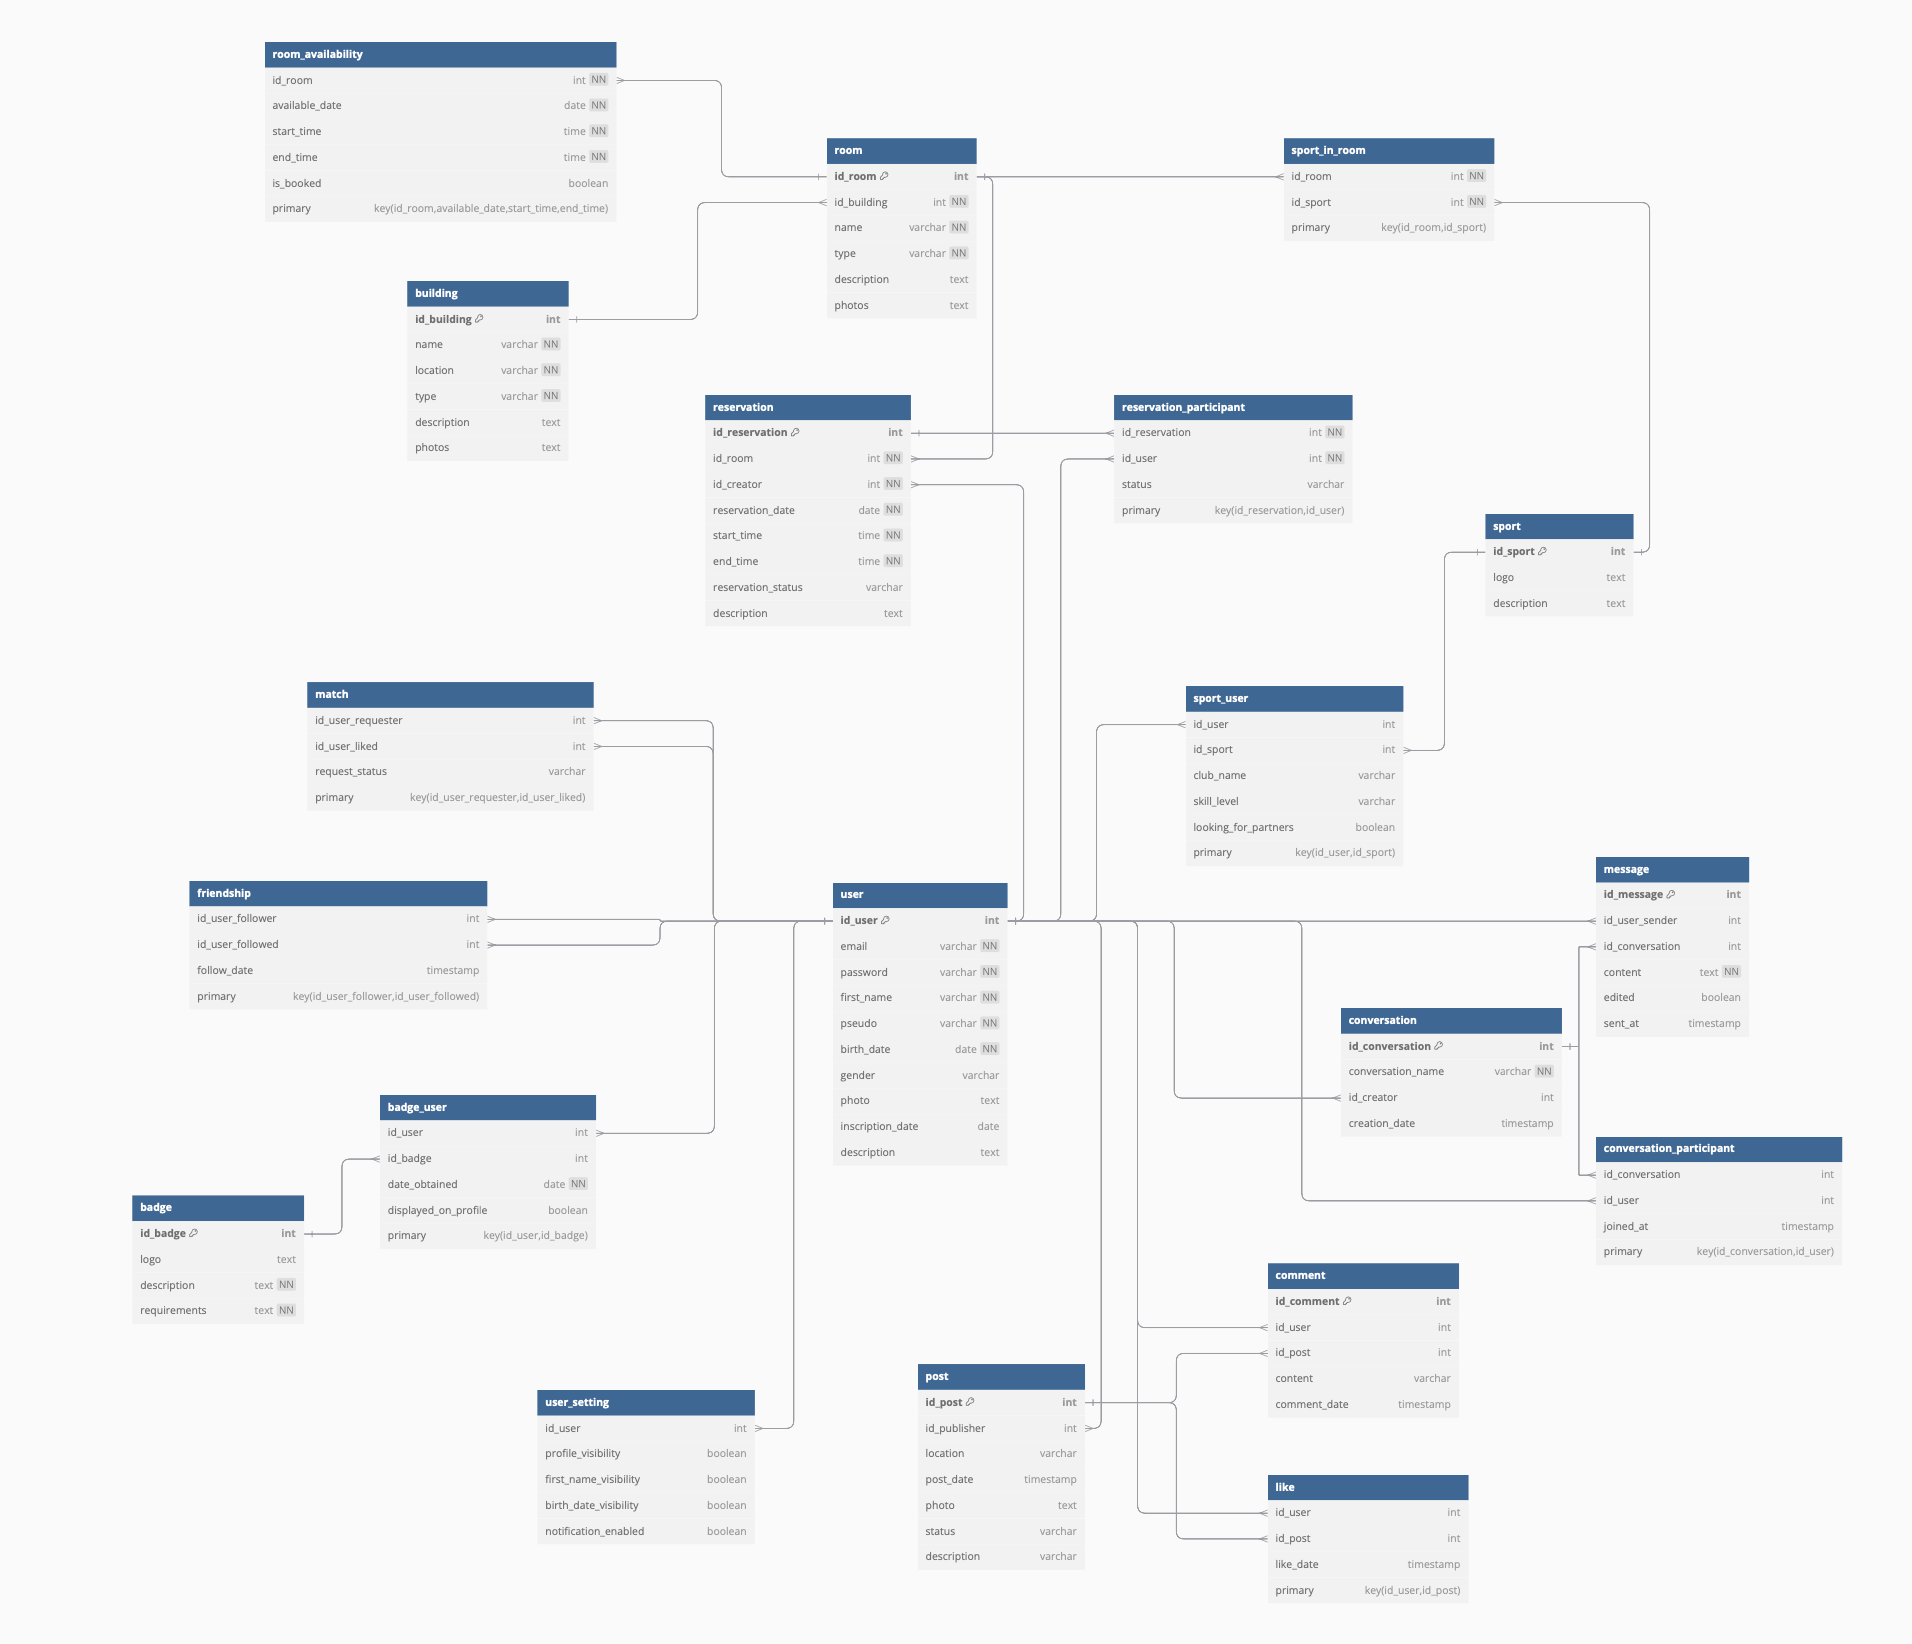 room_availability
id_room int NN
available_date date NN
start_time time NN
end_time time NN
is_booked boolean
primary key(id_room,available_date,start_time,end_time)
room
id_room int
id_building int NN
name varchar NN
type varchar NN
description text
photos text
sport_in_room
id_room int NN
id_sport int NN
primary key(id_room,id_sport)
building
id_building int
name varchar NN
location varchar NN
type varchar NN
description text
photos text
reservation
id_reservation int
id_room int NN
id_creator int NN
reservation_date date NN
start_time time NN
end_time time NN
reservation_status varchar
description text
reservation_participant
id_reservation int NN
id_user int NN
status varchar
primary key(id_reservation,id_user)
sport
id_sport int
logo text
description text
match
id_user_requester int
id_user_liked int
request_status varchar
primary key(id_user_requester,id_user_liked)
sport_user
id_user int
id_sport int
club_name varchar
skill_level varchar
looking_for_partners boolean
primary key(id_user,id_sport)
friendship
id_user_follower int
id_user_followed int
follow_date timestamp
primary key(id_user_follower,id_user_followed)
user
id_user int
email varchar NN
password varchar NN
first_name varchar NN
pseudo varchar NN
birth_date date NN
gender varchar
photo text
inscription_date date
description text
message
id_message int
id_user_sender int
id_conversation int
content text NN
edited boolean
sent_at timestamp
conversation
id_conversation int
conversation_name varchar NN
id_creator int
creation_date timestamp
badge_user
id_user int
id_badge int
date_obtained date NN
displayed_on_profile boolean
primary key(id_user,id_badge)
conversation_participant
id_conversation int
id_user int
joined_at timestamp
primary key(id_conversation,id_user)
badge
id_badge int
logo text
description text NN
requirements text NN
comment
id_comment int
id_user int
id_post int
content varchar
comment_date timestamp
user_setting
id_user int
profile_visibility boolean
first_name_visibility boolean
birth_date_visibility boolean
notification_enabled boolean
post
id_post int
id_publisher int
location varchar
post_date timestamp
photo text
status varchar
description varchar
like
id_user int
id_post int
like_date timestamp
primary key(id_user,id_post)